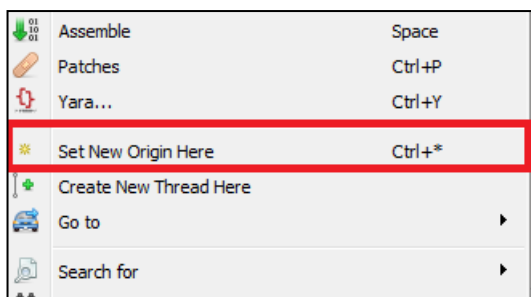 Assemble Space
Patches Ctrl+P
Yara... Ctrl+Y
Set New Origin Here Ctrl+*
Create New Thread Here
Go to
Search for